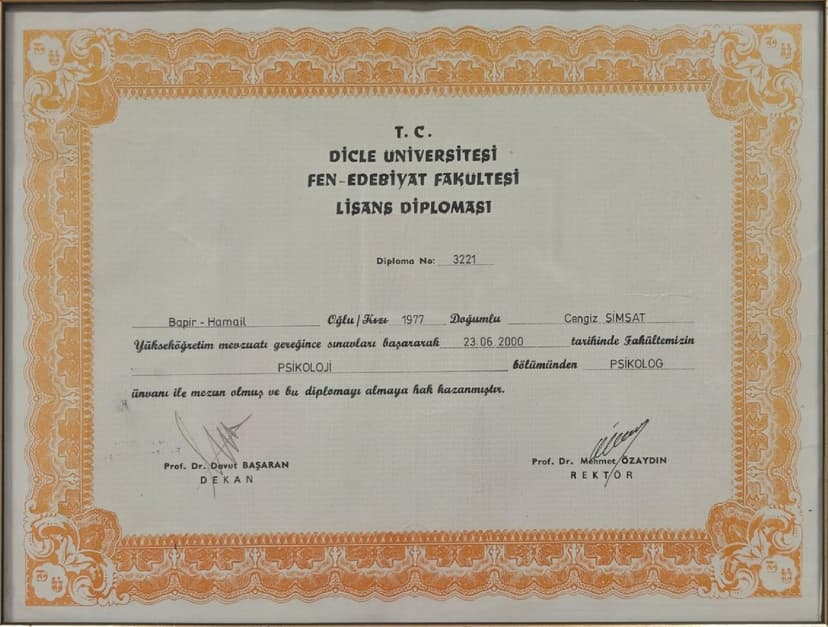 T. C.
DİCLE ÜNİVERSİTESİ
FEN-EDEBİYAT FAKÜLTESİ
LİSANS DİPLOMASI
Diploma No: 3221
Bapir - Hamail Oğlu / Kızı 1977 Doğumlu Cengiz ŞİMŞAT
Yükseköğretim mevzuatı gereğince sınavları başararak 23.06.2000 tarihinde Fakültemizin
PSİKOLOJİ bölümünden PSİKOLOG
ünvanı ile mezun olmuş ve bu diplomayı almaya hak kazanmıştır.
Prof. Dr. Davut BAŞARAN Prof. Dr. Mehmet ÖZAYDIN
DEKAN REKTÖR